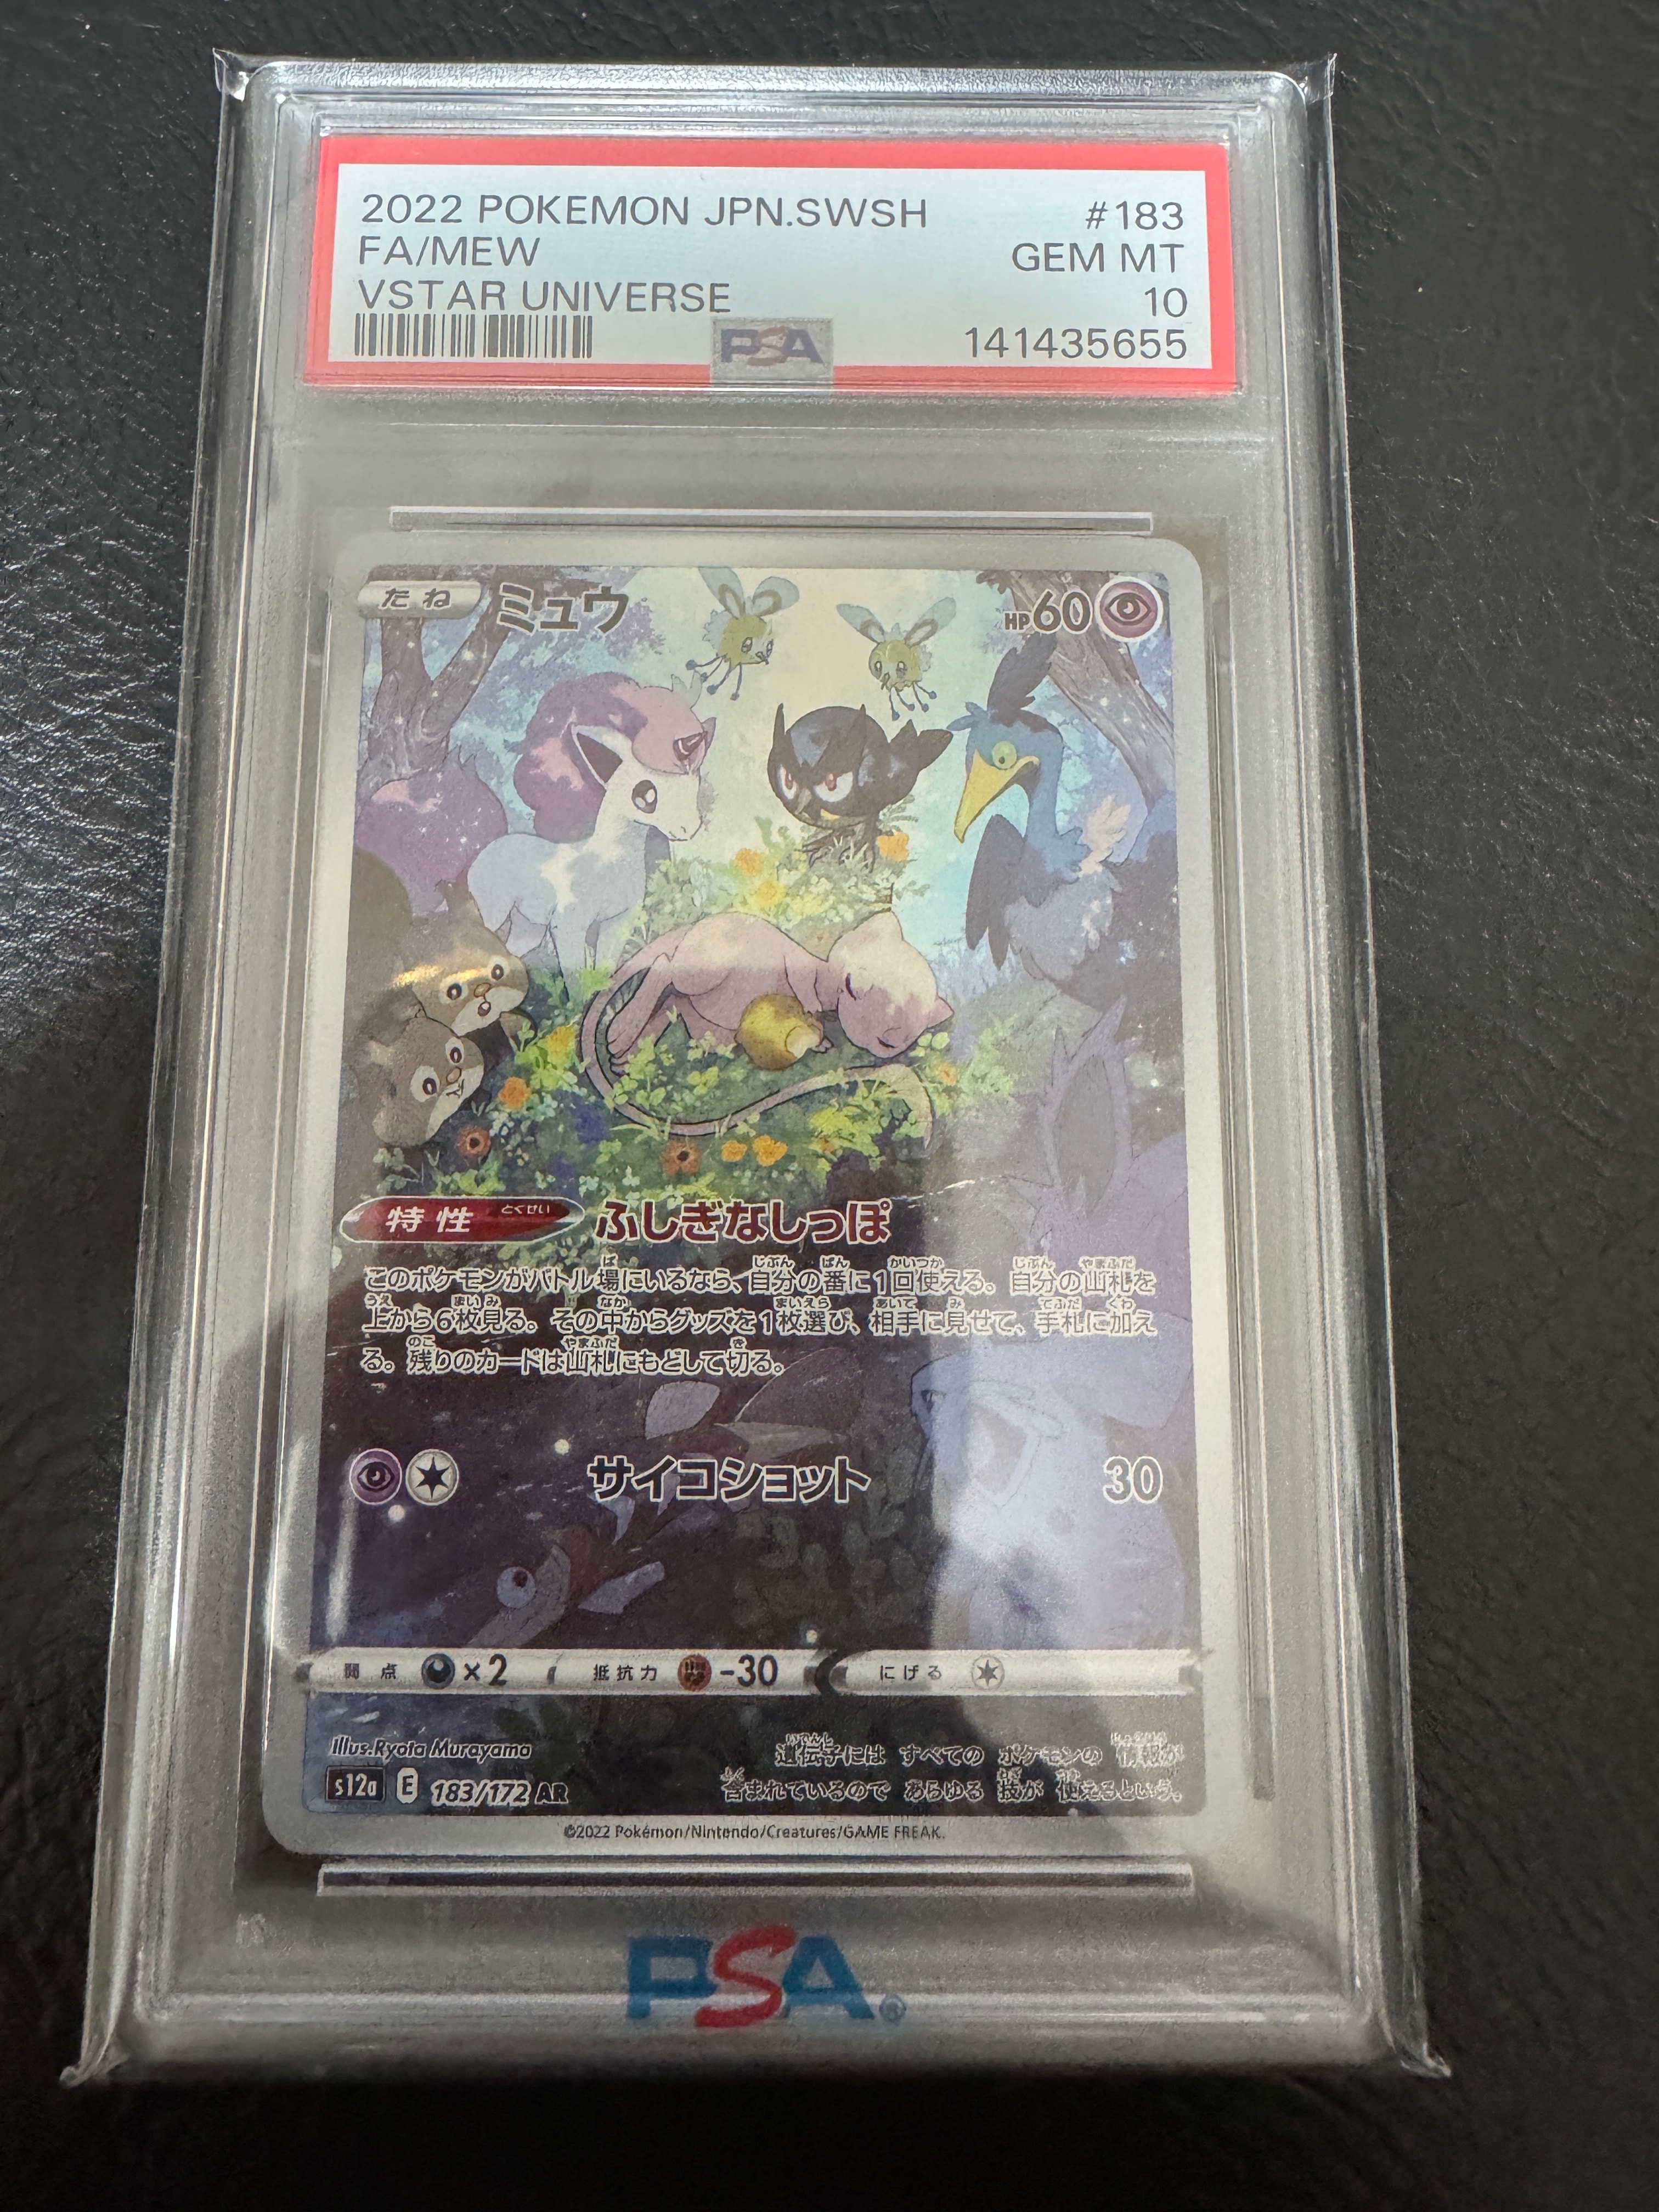 2022 POKEMON JPN.SWSH #183
FA/MEW GEM MT
VSTAR UNIVERSE 10
PSA 141435655
たね ミュウ HP60
特性 とくせい ふしぎなしっぽ
このポケモンがバトル場にいるなら、自分の番に1回使える。自分の山札を
上から6枚見る。その中からグッズを1枚選び、相手に見せて、手札に加え
る。残りのカードは山札にもどして切る。
サイコショット 30
弱点 ×2 抵抗力 -30 にげる
Illus.Ryota Murayama
遺伝子には すべての ポケモンの 情報が
s12a E 183/172 AR
含まれているので あらゆる 技が 使えるという。
©2022 Pokémon/Nintendo/Creatures/GAME FREAK.
PSA®